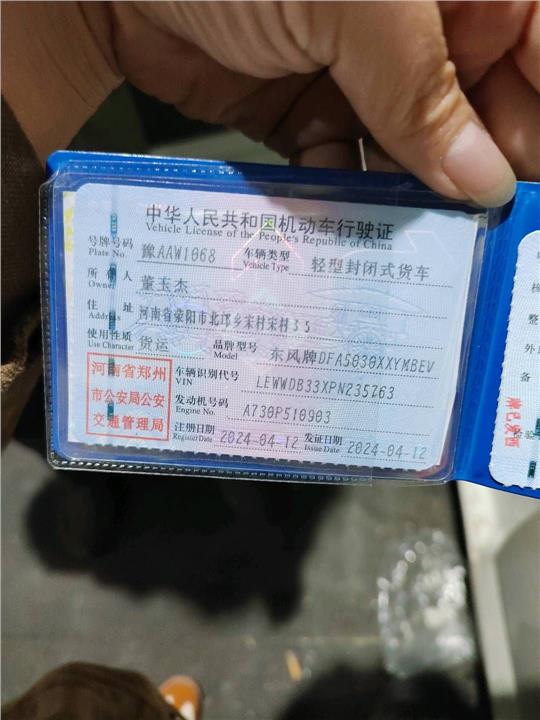 中华人民共和国机动车行驶证
Vehicle License of the People's Republic of China
号牌号码 豫AAW1068 车辆类型 轻型封闭式货车
Plate No. Vehicle Type
所有人 董玉杰
Owner
住址 河南省荥阳市北邙乡宋村宋村35
Address
使用性质 货运 品牌型号 东风牌DFA5030XXYMBEV
Use Character Model
河南省郑州
市公安局公安
交通管理局
车辆识别代号 LEWWDB33XPN235763
VIN
发动机号码 A730P510903
Engine No.
注册日期 2024-04-12 发证日期 2024-04-12
Register Date Issue Date
整
外
备